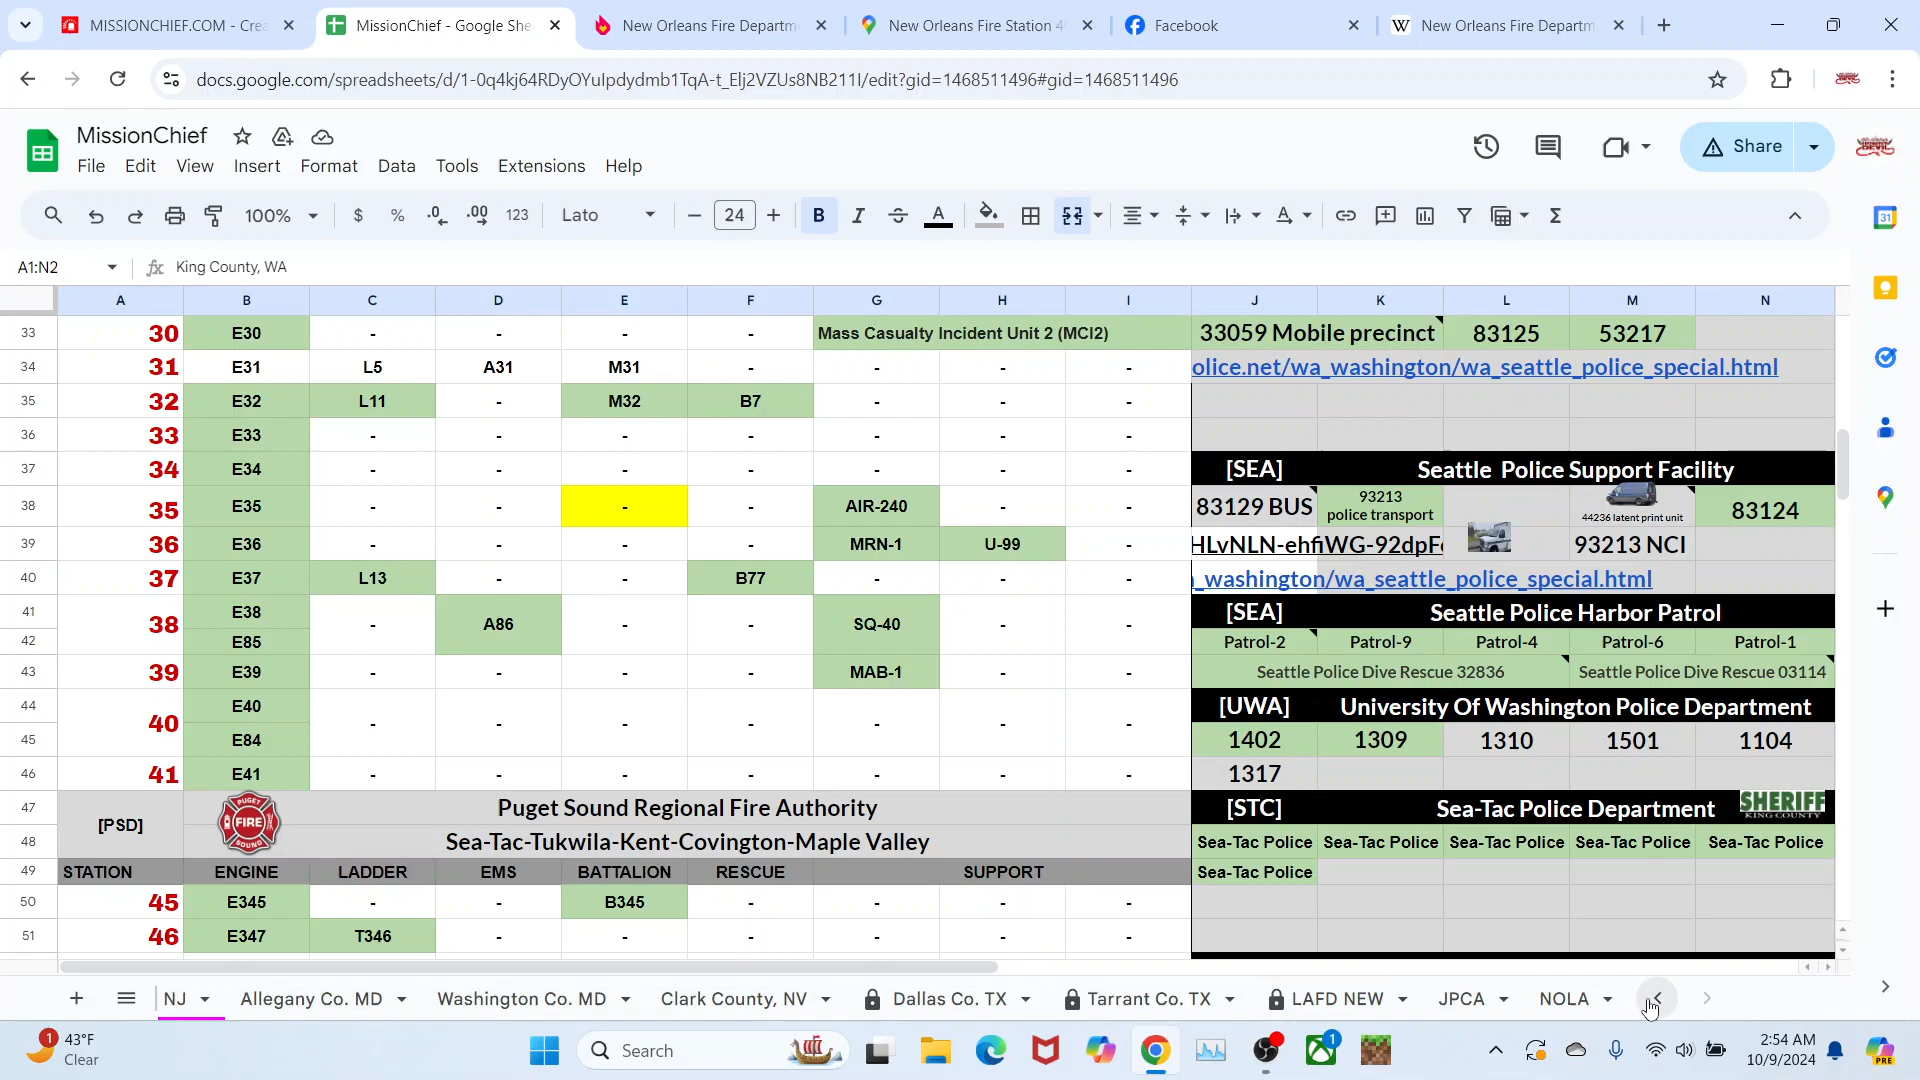 MISSIONCHIEF.COM - Crea
MissionChief - Google She
New Orleans Fire Departm
New Orleans Fire Station 4
Facebook
New Orleans Fire Departm
docs.google.com/spreadsheets/d/1-0q4kj64RDyOYuIpdydmb1TqA-t_Elj2VZUs8NB211I/edit?gid=1468511496#gid=1468511496
MissionChief
File Edit View Insert Format Data Tools Extensions Help
Share
100% $ % .0 .00 123 Lato 24 B I A
A1:N2 King County, WA
A B C D E F G H I J K L M N
33 30 E30 - - - - Mass Casualty Incident Unit 2 (MCI2) 33059 Mobile precinct 83125 53217
34 31 E31 L5 A31 M31 - - - - olice.net/wa_washington/wa_seattle_police_special.html
35 32 E32 L11 - M32 B7 - - -
36 33 E33 - - - - - - -
37 34 E34 - - - - - - - [SEA] Seattle Police Support Facility
38 35 E35 - - - - AIR-240 - - 83129 BUS 93213 police transport 44236 latent print unit 83124
39 36 E36 - - - - MRN-1 U-99 - HLvNLN-ehf WG-92dpF 93213 NCI
40 37 E37 L13 - - B77 - - - _washington/wa_seattle_police_special.html
41 38 E38 - A86 - - SQ-40 - - [SEA] Seattle Police Harbor Patrol
42 E85 Patrol-2 Patrol-9 Patrol-4 Patrol-6 Patrol-1
43 39 E39 - - - - MAB-1 - - Seattle Police Dive Rescue 32836 Seattle Police Dive Rescue 03114
44 40 E40 - - - - - - - [UWA] University Of Washington Police Department
45 E84 1402 1309 1310 1501 1104
46 41 E41 - - - - - - - 1317
47 [PSD] PUGET FIRE SOUND Puget Sound Regional Fire Authority [STC] Sea-Tac Police Department SHERIFF KING COUNTY
48 Sea-Tac-Tukwila-Kent-Covington-Maple Valley Sea-Tac Police Sea-Tac Police Sea-Tac Police Sea-Tac Police Sea-Tac Police
49 STATION ENGINE LADDER EMS BATTALION RESCUE SUPPORT Sea-Tac Police
50 45 E345 - - B345 - - - -
51 46 E347 T346 - - - - - -
NJ Allegany Co. MD Washington Co. MD Clark County, NV Dallas Co. TX Tarrant Co. TX LAFD NEW JPCA NOLA
1 43°F
Clear
Search
1
PRE
2:54 AM
10/9/2024